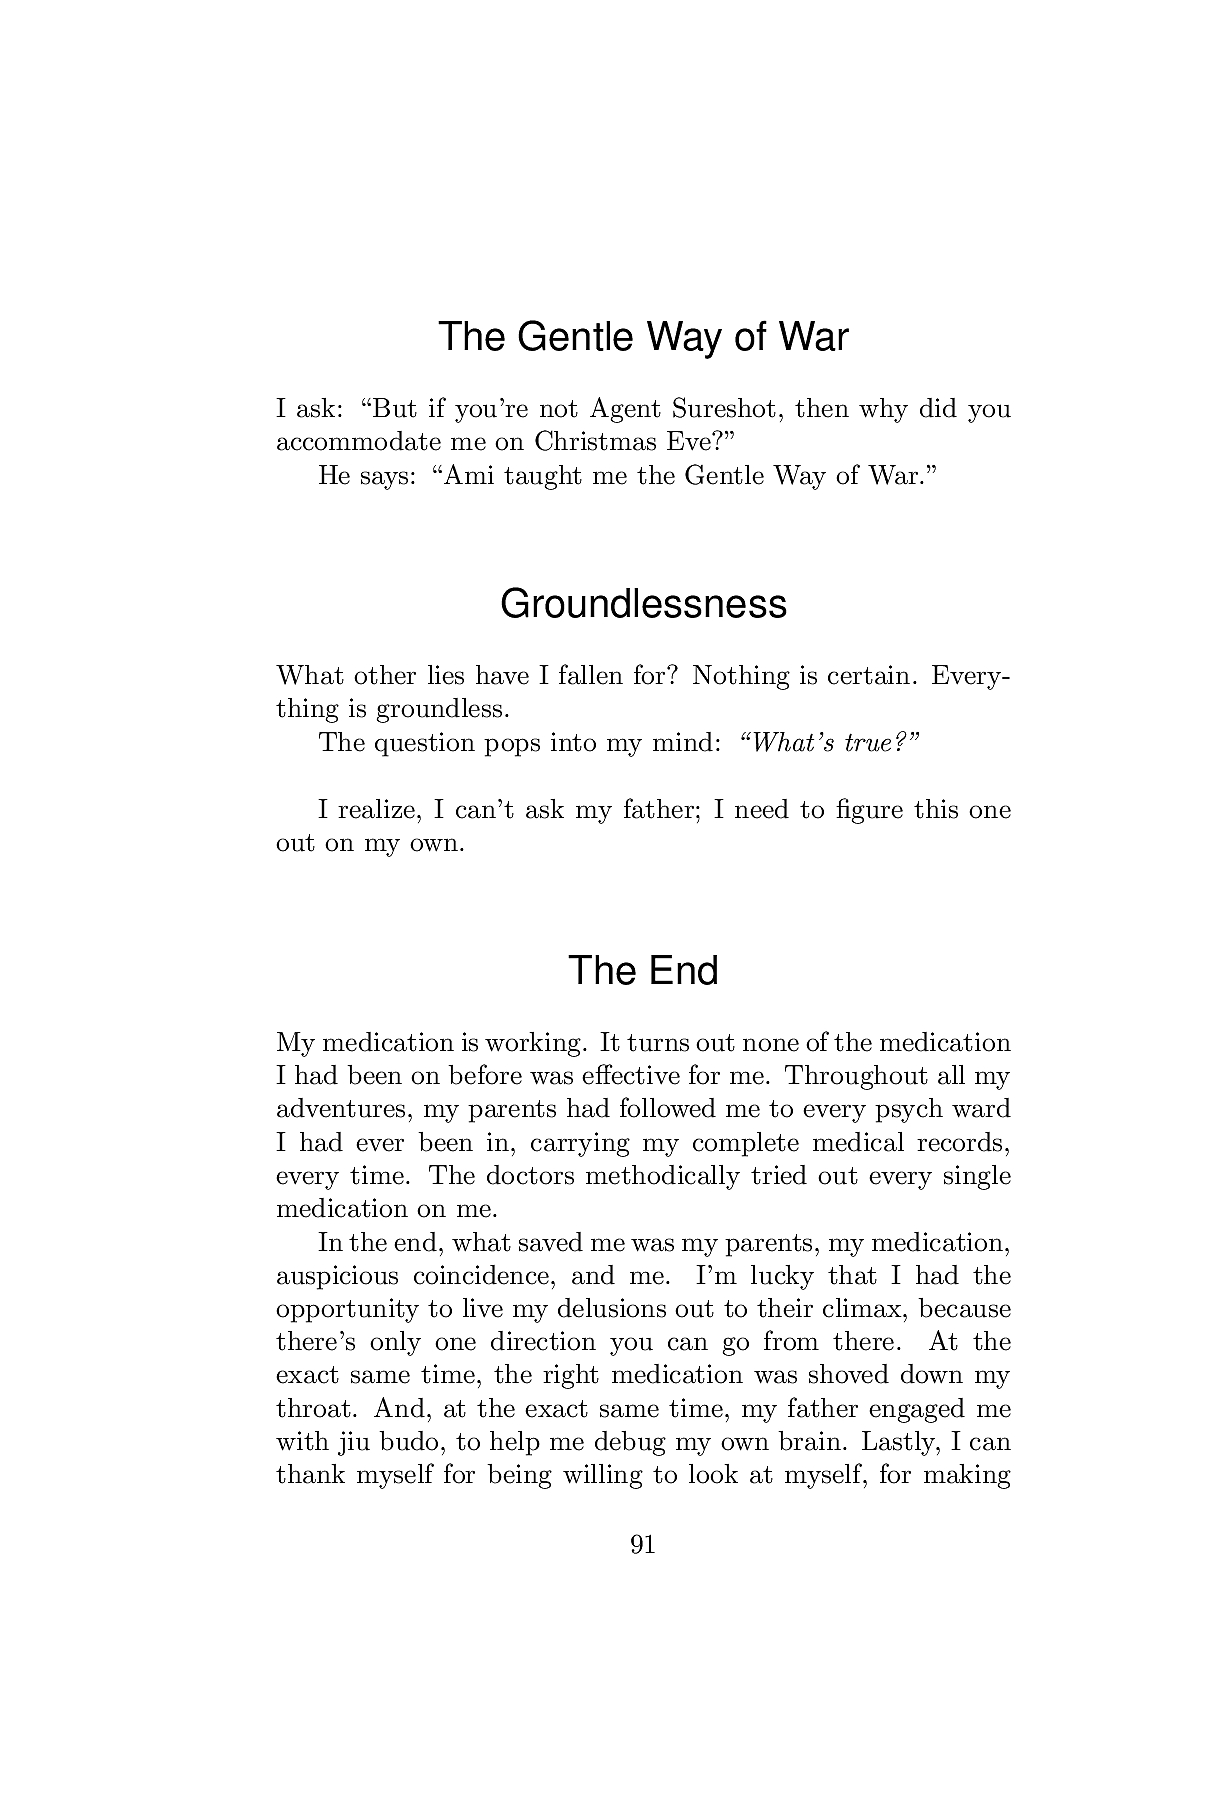 The Gentle Way of War
I ask: “But if you’re not Agent Sureshot, then why did you
accommodate me on Christmas Eve?”
He says: “Ami taught me the Gentle Way of War.”
Groundlessness
What other lies have I fallen for? Nothing is certain. Every-
thing is groundless.
The question pops into my mind: “What’s true?”
I realize, I can’t ask my father; I need to figure this one
out on my own.
The End
My medication is working. It turns out none of the medication
I had been on before was effective for me. Throughout all my
adventures, my parents had followed me to every psych ward
I had ever been in, carrying my complete medical records,
every time. The doctors methodically tried out every single
medication on me.
In the end, what saved me was my parents, my medication,
auspicious coincidence, and me. I’m lucky that I had the
opportunity to live my delusions out to their climax, because
there’s only one direction you can go from there. At the
exact same time, the right medication was shoved down my
throat. And, at the exact same time, my father engaged me
with jiu budo, to help me debug my own brain. Lastly, I can
thank myself for being willing to look at myself, for making
91